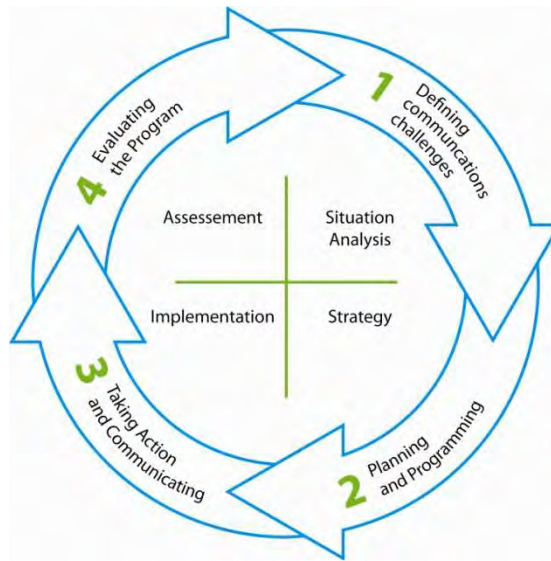 1
Defining
communcations
challenges
2
Planning
and Programming
3
Taking Action
and Communicating
4
Evaluating
the Program
Assessement
Situation
Analysis
Implementation
Strategy